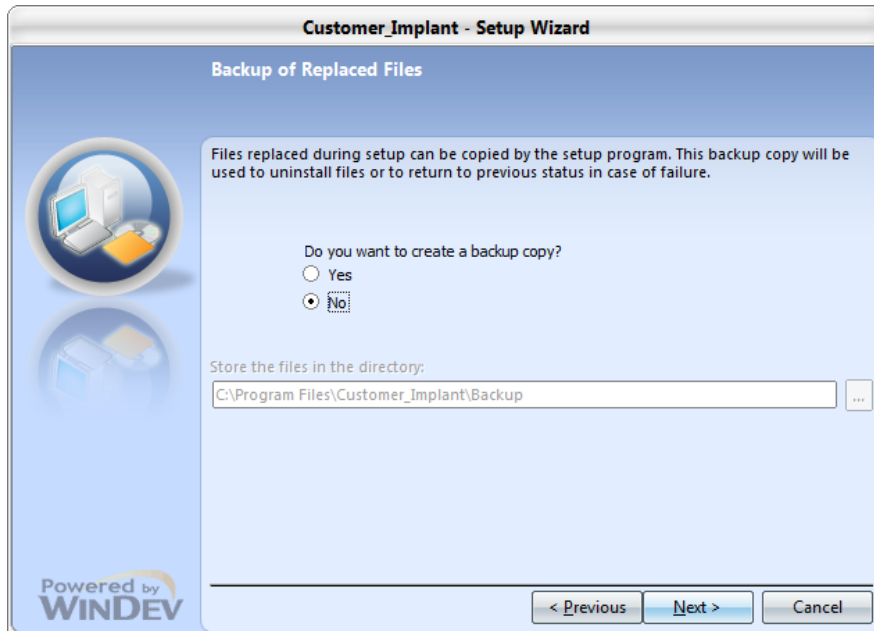 Customer_Implant - Setup Wizard
Backup of Replaced Files
Files replaced during setup can be copied by the setup program. This backup copy will be
used to uninstall files or to return to previous status in case of failure.
Do you want to create a backup copy?
Yes
No
Store the files in the directory:
C:\Program Files\Customer_Implant\Backup
...
Powered by
WINDEV
< Previous
Next >
Cancel